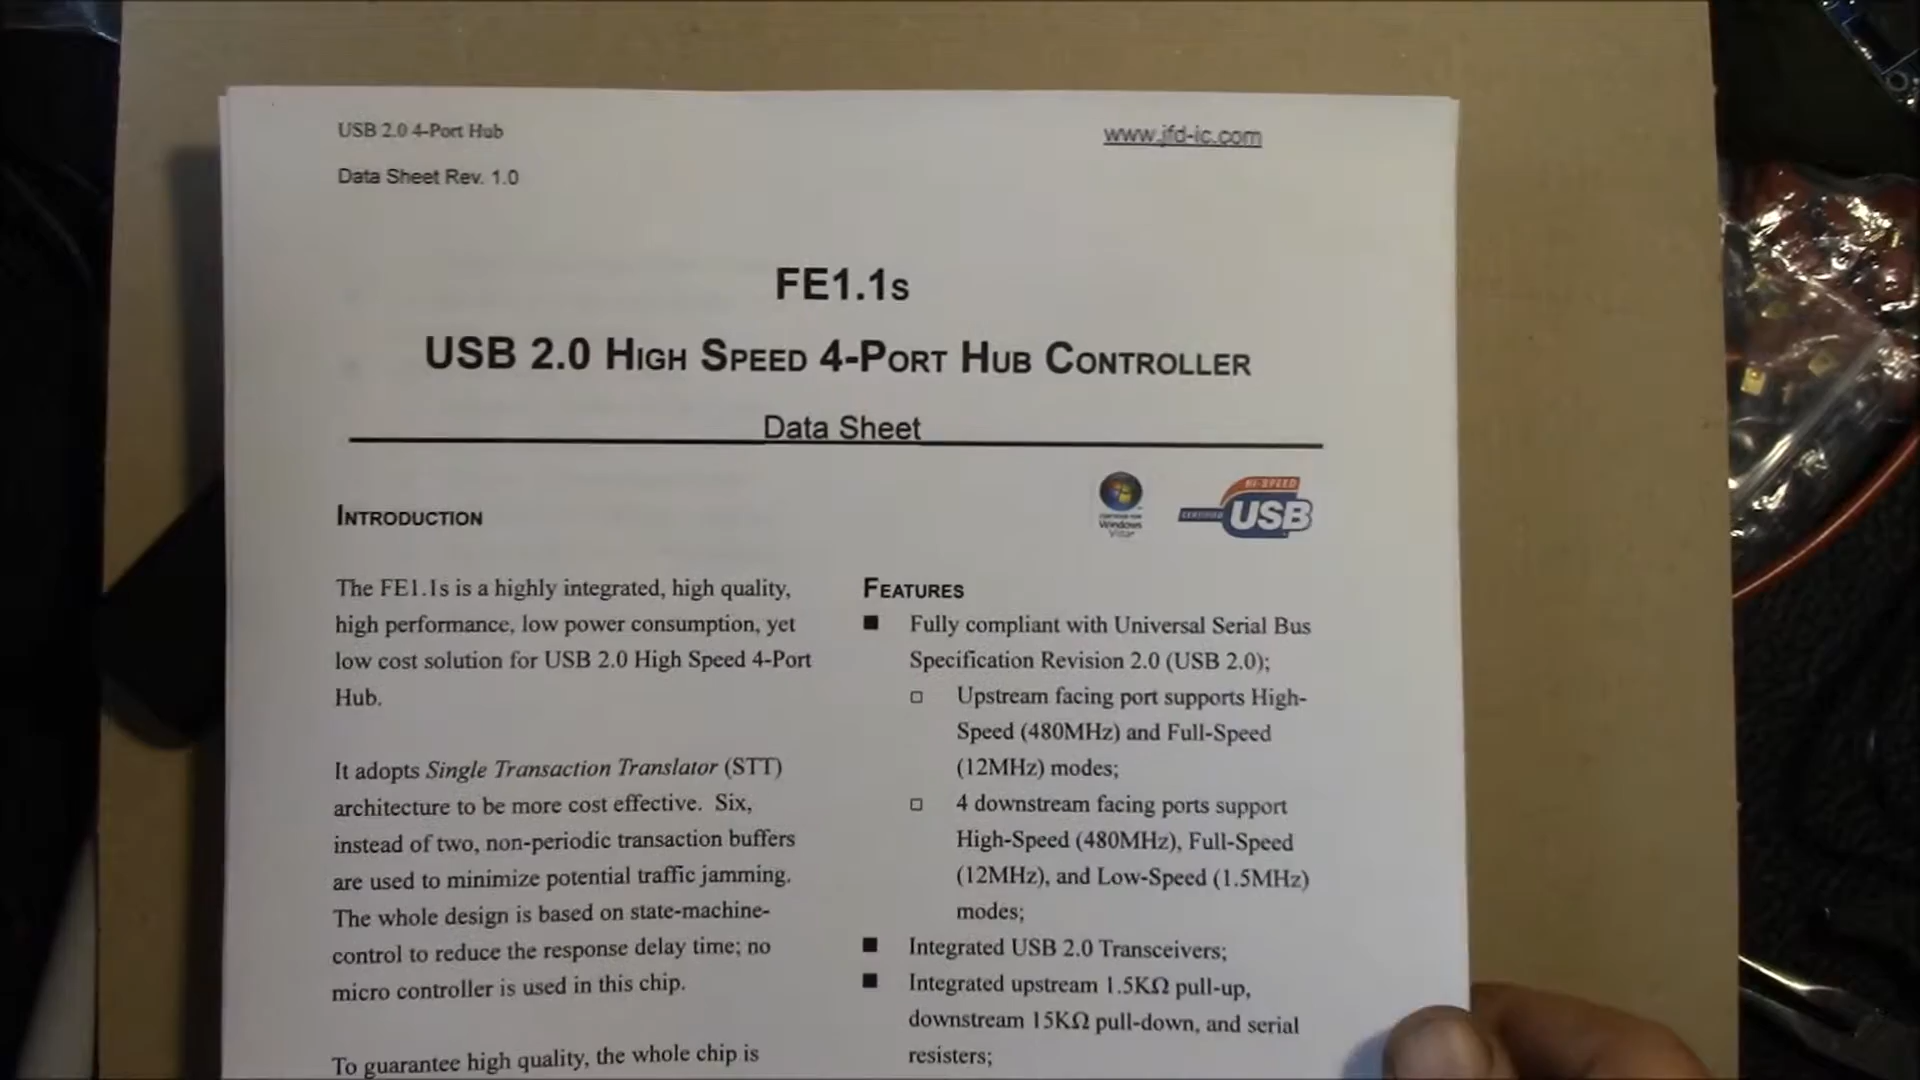 USB 2.0 4-Port Hub
www.jfd-ic.com
Data Sheet Rev. 1.0
FE1.1s
USB 2.0 HIGH SPEED 4-PORT HUB CONTROLLER
Data Sheet
INTRODUCTION
The FE1.1s is a highly integrated, high quality,
high performance, low power consumption, yet
low cost solution for USB 2.0 High Speed 4-Port
Hub.
It adopts Single Transaction Translator (STT)
architecture to be more cost effective. Six,
instead of two, non-periodic transaction buffers
are used to minimize potential traffic jamming.
The whole design is based on state-machine-
control to reduce the response delay time; no
micro controller is used in this chip.
To guarantee high quality, the whole chip is
Windows
Vista
HI-SPEED
CERTIFIED
USB
FEATURES
■ Fully compliant with Universal Serial Bus
Specification Revision 2.0 (USB 2.0);
□ Upstream facing port supports High-
Speed (480MHz) and Full-Speed
(12MHz) modes;
□ 4 downstream facing ports support
High-Speed (480MHz), Full-Speed
(12MHz), and Low-Speed (1.5MHz)
modes;
■ Integrated USB 2.0 Transceivers;
■ Integrated upstream 1.5KΩ pull-up,
downstream 15KΩ pull-down, and serial
resisters;